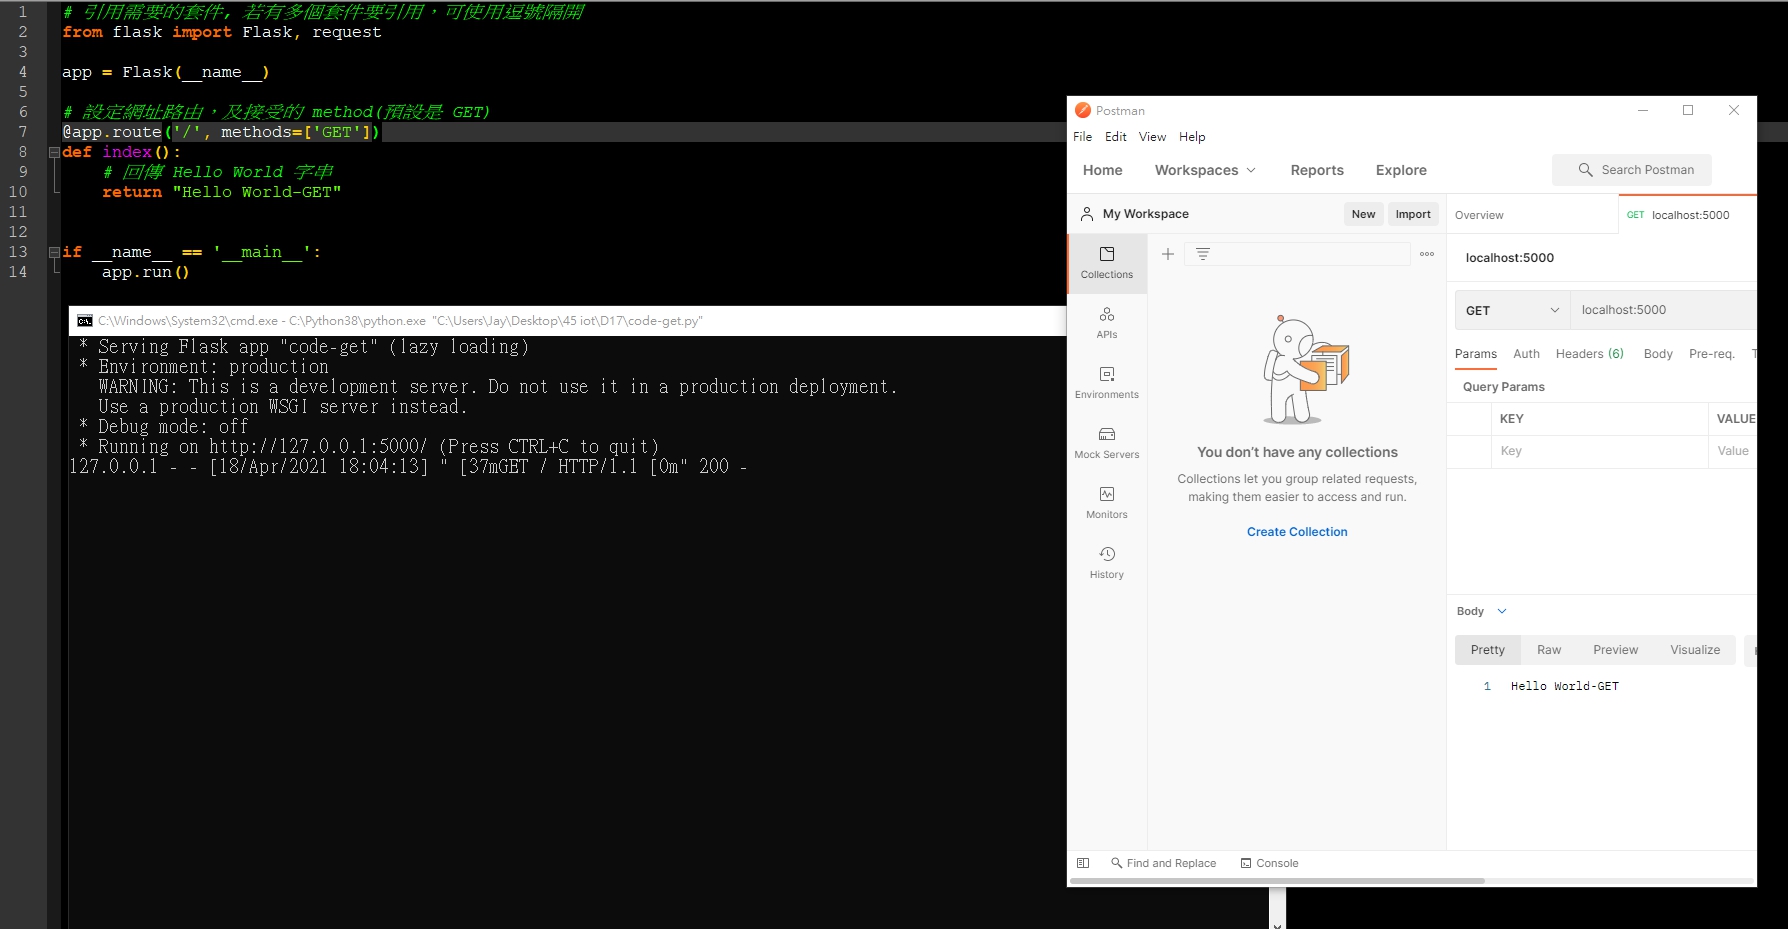 1 # 引用需要的套件, 若有多個套件要引用，可使用逗號隔開
2 from flask import Flask, request
3
4 app = Flask(__name__)
5
6 # 設定網址路由，及接受的 method(預設是 GET)
7 @app.route('/', methods=['GET'])
8 def index():
9 # 回傳 Hello World 字串
10 return "Hello World-GET"
11
12
13 if __name__ == '__main__':
14 app.run()
C:\Windows\System32\cmd.exe - C:\Python38\python.exe "C:\Users\Jay\Desktop\45 iot\D17\code-get.py"
* Serving Flask app "code-get" (lazy loading)
* Environment: production
WARNING: This is a development server. Do not use it in a production deployment.
Use a production WSGI server instead.
* Debug mode: off
* Running on http://127.0.0.1:5000/ (Press CTRL+C to quit)
127.0.0.1 - - [18/Apr/2021 18:04:13] " [37mGET / HTTP/1.1 [0m" 200 -
Postman
File Edit View Help
Home Workspaces Reports Explore Search Postman
My Workspace New Import
Overview GET localhost:5000
Collections
APIs
Environments
Mock Servers
Monitors
History
You don't have any collections
Collections let you group related requests,
making them easier to access and run.
Create Collection
localhost:5000
GET localhost:5000
Params Auth Headers (6) Body Pre-req. T
Query Params
KEY VALUE
Key Value
Body
Pretty Raw Preview Visualize
1 Hello World-GET
Find and Replace Console